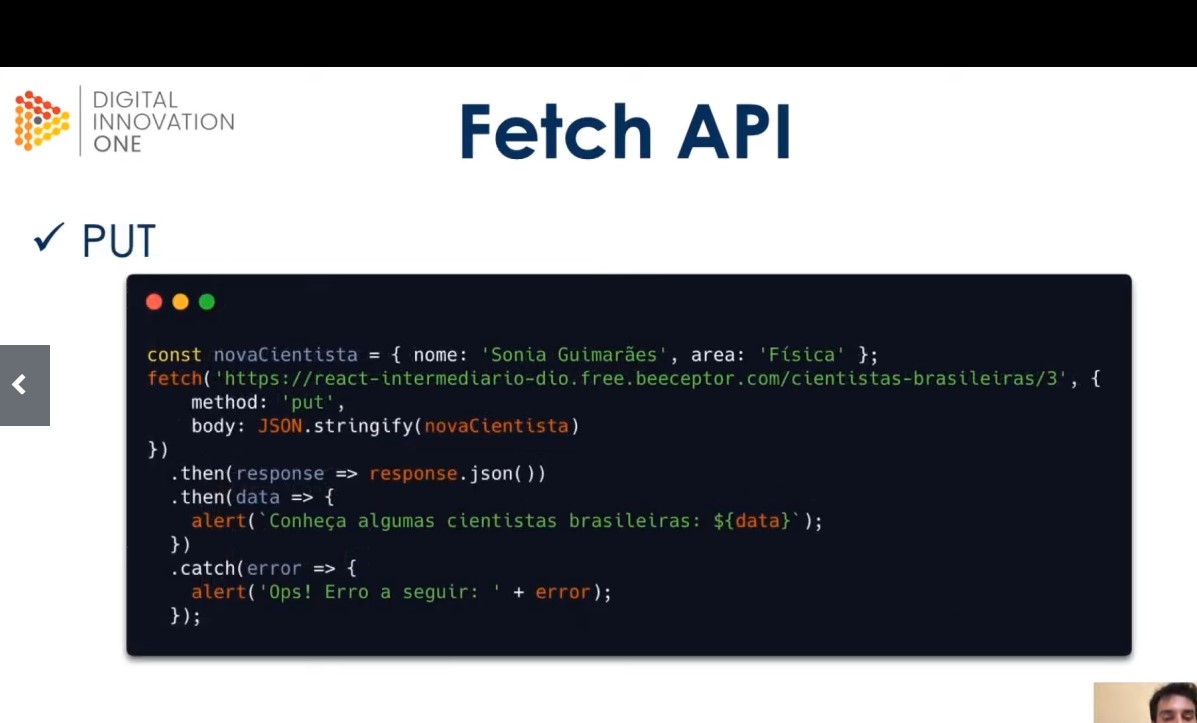 DIGITAL
INNOVATION
ONE
Fetch API
✓ PUT
const novaCientista = { nome: 'Sonia Guimarães', area: 'Física' };
fetch('https://react-intermediario-dio.free.beeceptor.com/cientistas-brasileiras/3', {
    method: 'put',
    body: JSON.stringify(novaCientista)
})
  .then(response => response.json())
  .then(data => {
    alert(`Conheça algumas cientistas brasileiras: ${data}`);
  })
  .catch(error => {
    alert('Ops! Erro a seguir: ' + error);
  });